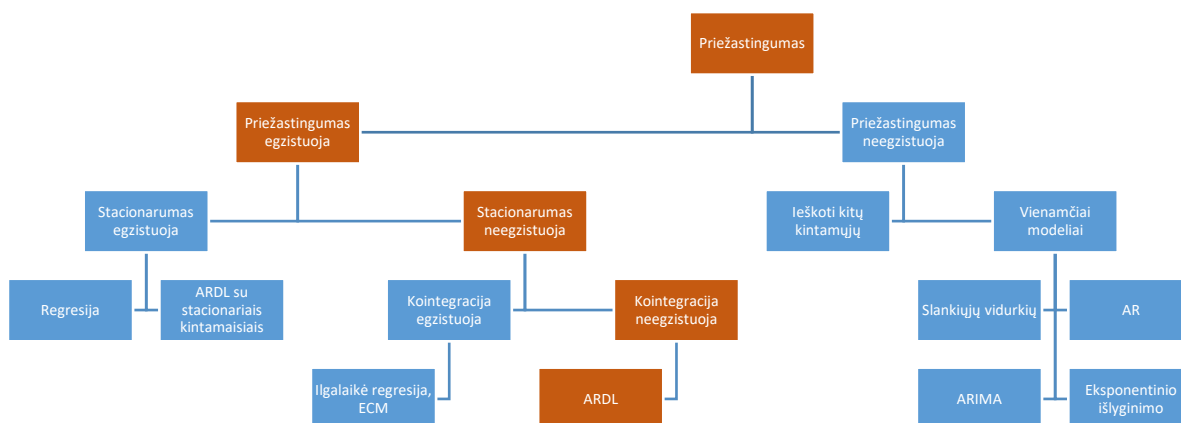 Priežastingumas
Priežastingumas
egzistuoja
Priežastingumas
neegzistuoja
Stacionarumas
egzistuoja
Stacionarumas
neegzistuoja
Ieškoti kitų
kintamųjų
Vienamčiai
modeliai
Regresija
ARDL su
stacionariais
kintamaisiais
Kointegracija
egzistuoja
Kointegracija
neegzistuoja
Slankiųjų vidurkių
AR
Ilgalaikė regresija,
ECM
ARDL
ARIMA
Eksponentinio
išlyginimo